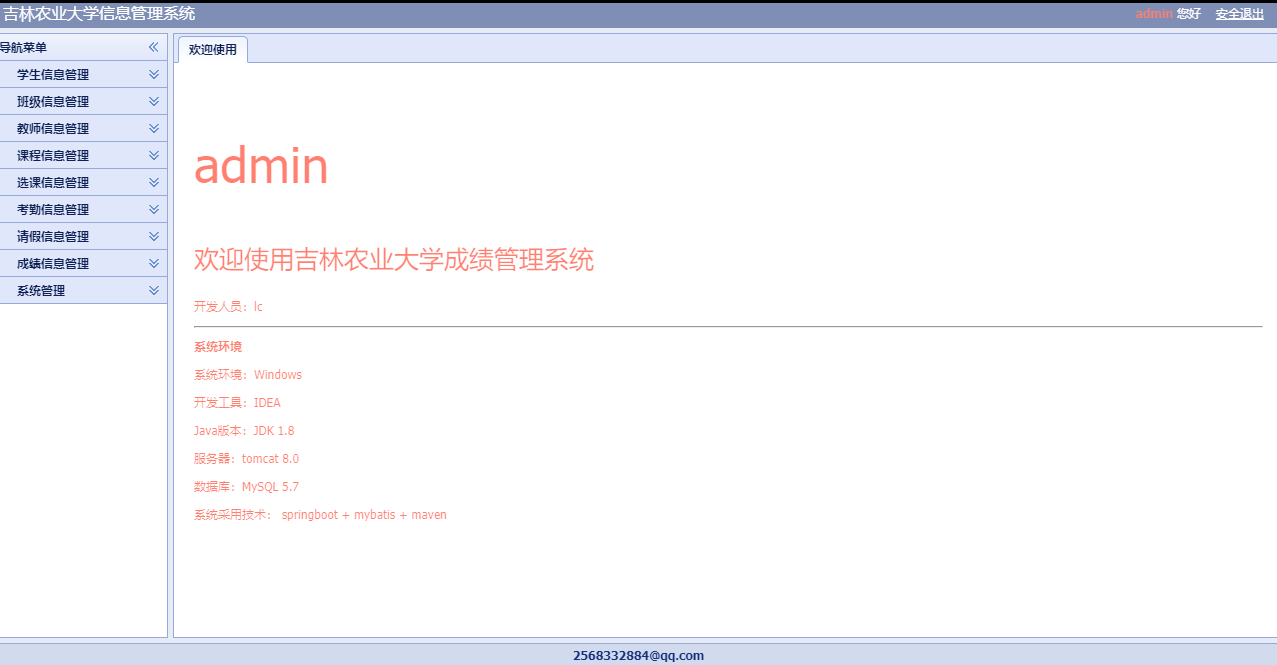 吉林农业大学信息管理系统
admin 您好 安全退出
导航菜单
学生信息管理
班级信息管理
教师信息管理
课程信息管理
选课信息管理
考勤信息管理
请假信息管理
成绩信息管理
系统管理
欢迎使用
admin
欢迎使用吉林农业大学成绩管理系统
开发人员：lc
系统环境
系统环境：Windows
开发工具：IDEA
Java版本：JDK 1.8
服务器：tomcat 8.0
数据库：MySQL 5.7
系统采用技术： springboot + mybatis + maven
2568332884@qq.com